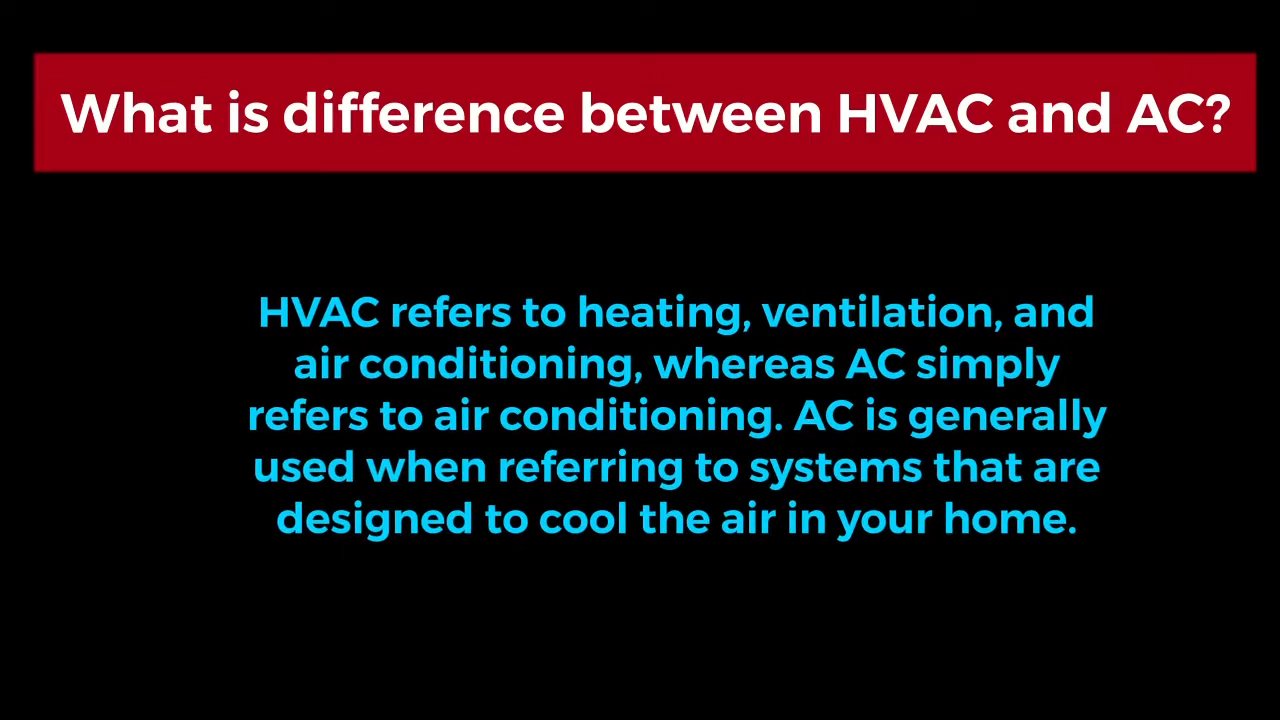 What is difference between HVAC and AC?
HVAC refers to heating, ventilation, and
air conditioning, whereas AC simply
refers to air conditioning. AC is generally
used when referring to systems that are
designed to cool the air in your home.